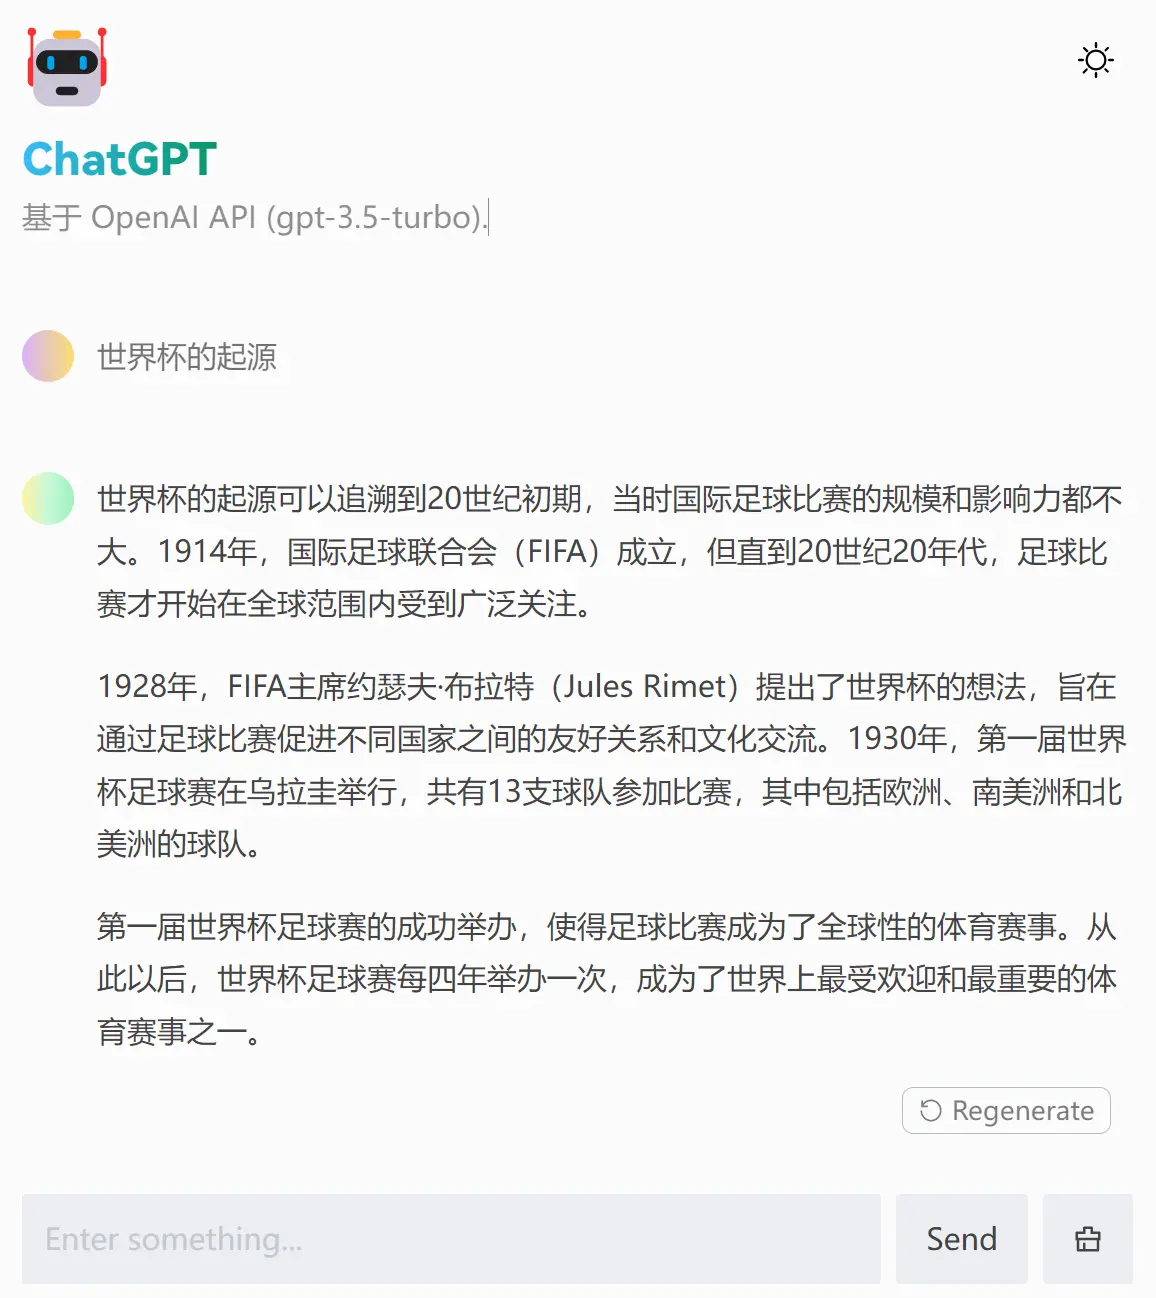 ChatGPT
基于 OpenAI API (gpt-3.5-turbo).
世界杯的起源
世界杯的起源可以追溯到20世纪初期，当时国际足球比赛的规模和影响力都不
大。1914年，国际足球联合会（FIFA）成立，但直到20世纪20年代，足球比
赛才开始在全球范围内受到广泛关注。
1928年，FIFA主席约瑟夫·布拉特（Jules Rimet）提出了世界杯的想法，旨在
通过足球比赛促进不同国家之间的友好关系和文化交流。1930年，第一届世界
杯足球赛在乌拉圭举行，共有13支球队参加比赛，其中包括欧洲、南美洲和北
美洲的球队。
第一届世界杯足球赛的成功举办，使得足球比赛成为了全球性的体育赛事。从
此以后，世界杯足球赛每四年举办一次，成为了世界上最受欢迎和最重要的体
育赛事之一。
Regenerate
Enter something...
Send